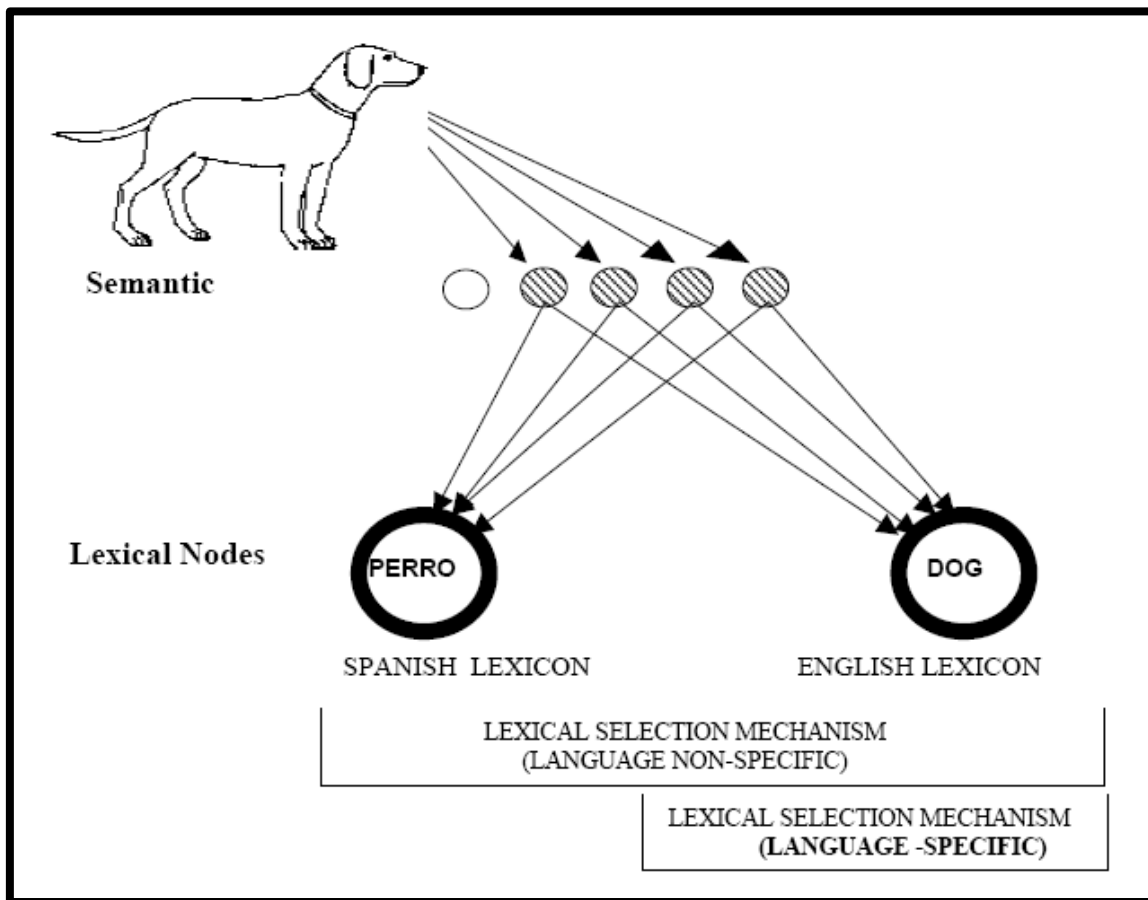 Semantic
Lexical Nodes
PERRO
DOG
SPANISH LEXICON
ENGLISH LEXICON
LEXICAL SELECTION MECHANISM
(LANGUAGE NON-SPECIFIC)
LEXICAL SELECTION MECHANISM
(LANGUAGE -SPECIFIC)